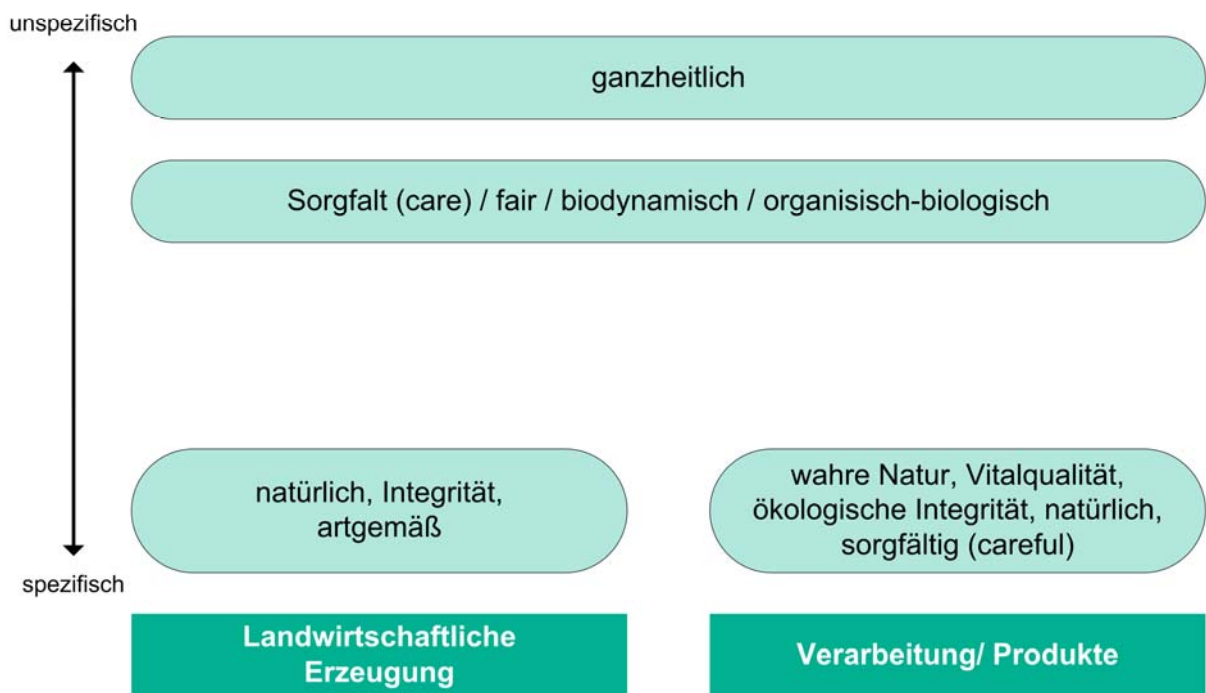 unspezifisch
ganzheitlich
Sorgfalt (care) / fair / biodynamisch / organisisch-biologisch
natürlich, Integrität,
artgemäß
wahre Natur, Vitalqualität,
ökologische Integrität, natürlich,
sorgfältig (careful)
spezifisch
Landwirtschaftliche
Erzeugung
Verarbeitung/ Produkte